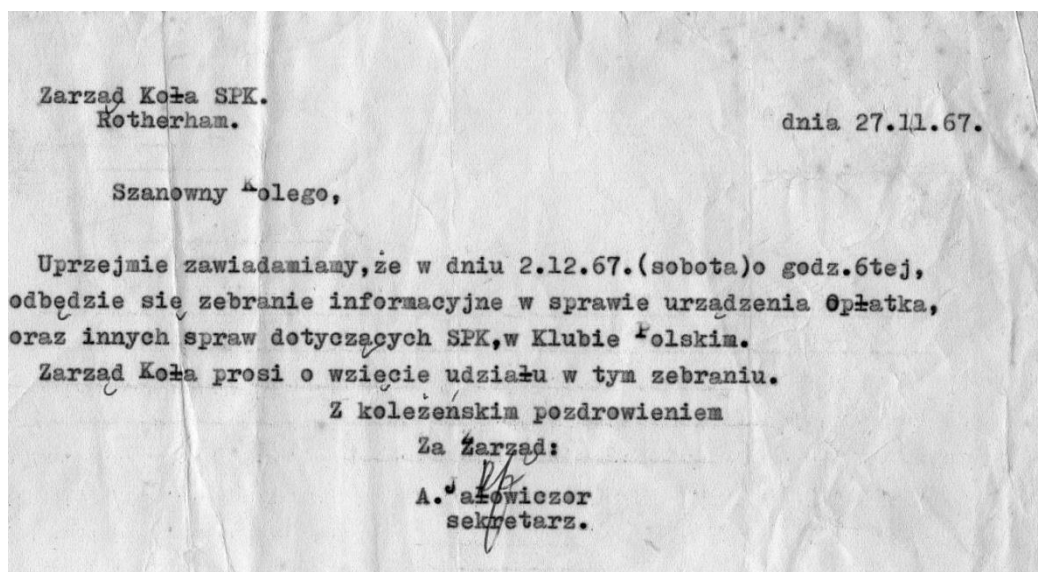 Zarząd Koła SPK.
Rotherham.
dnia 27.11.67.
Szanowny Kolego,
Uprzejmie zawiadamiamy,że w dniu 2.12.67.(sobota)o godz.6tej,
odbędzie się zebranie informacyjne w sprawie urządzenia Opłatka,
oraz innych spraw dotyczących SPK,w Klubie Polskim.
Zarząd Koła prosi o wzięcie udziału w tym zebraniu.
Z koleżeńskim pozdrowieniem
Za Zarząd:
A.Jałowiczor
sekretarz.